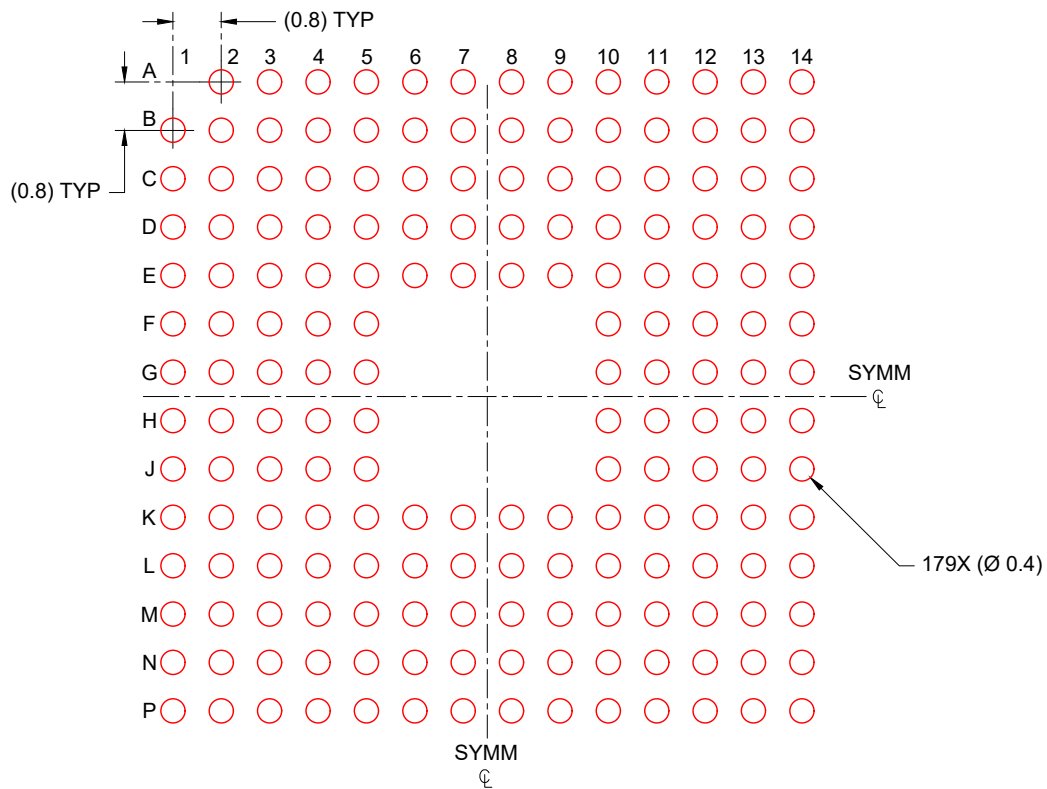 (0.8) TYP
1 2 3 4 5 6 7 8 9 10 11 12 13 14
A
B
C
(0.8) TYP
D
E
F
G
SYMM
℄
H
J
K
L
179X (Ø 0.4)
M
N
P
SYMM
℄